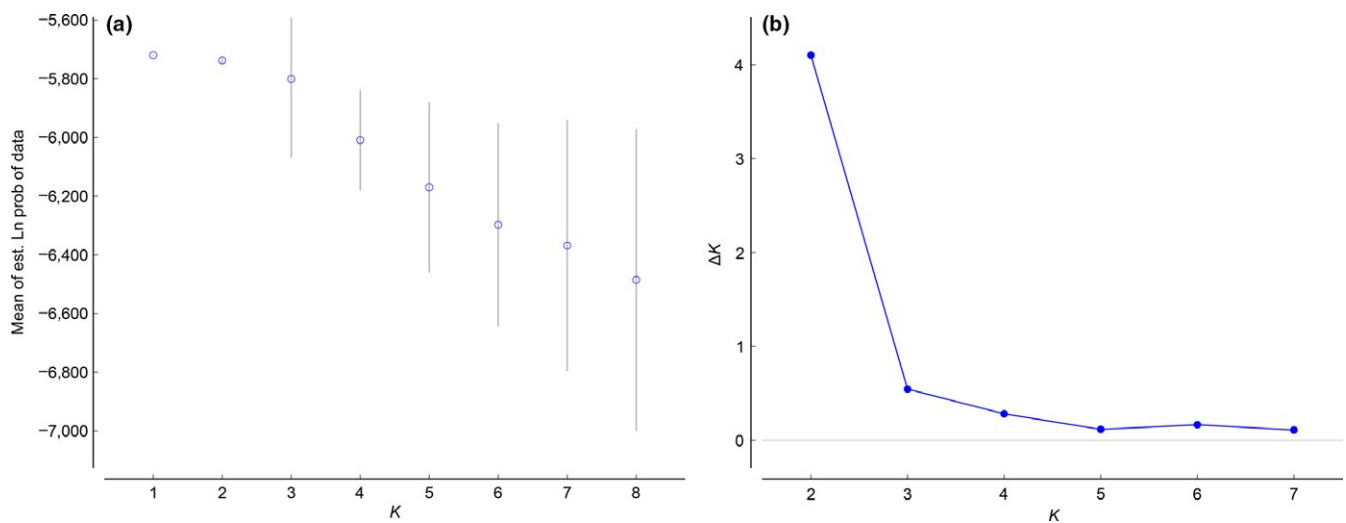 (a)
Mean of est. Ln prob of data
−5,600
−5,800
−6,000
−6,200
−6,400
−6,600
−6,800
−7,000
1 2 3 4 5 6 7 8
K
(b)
ΔK
4
3
2
1
0
2 3 4 5 6 7
K